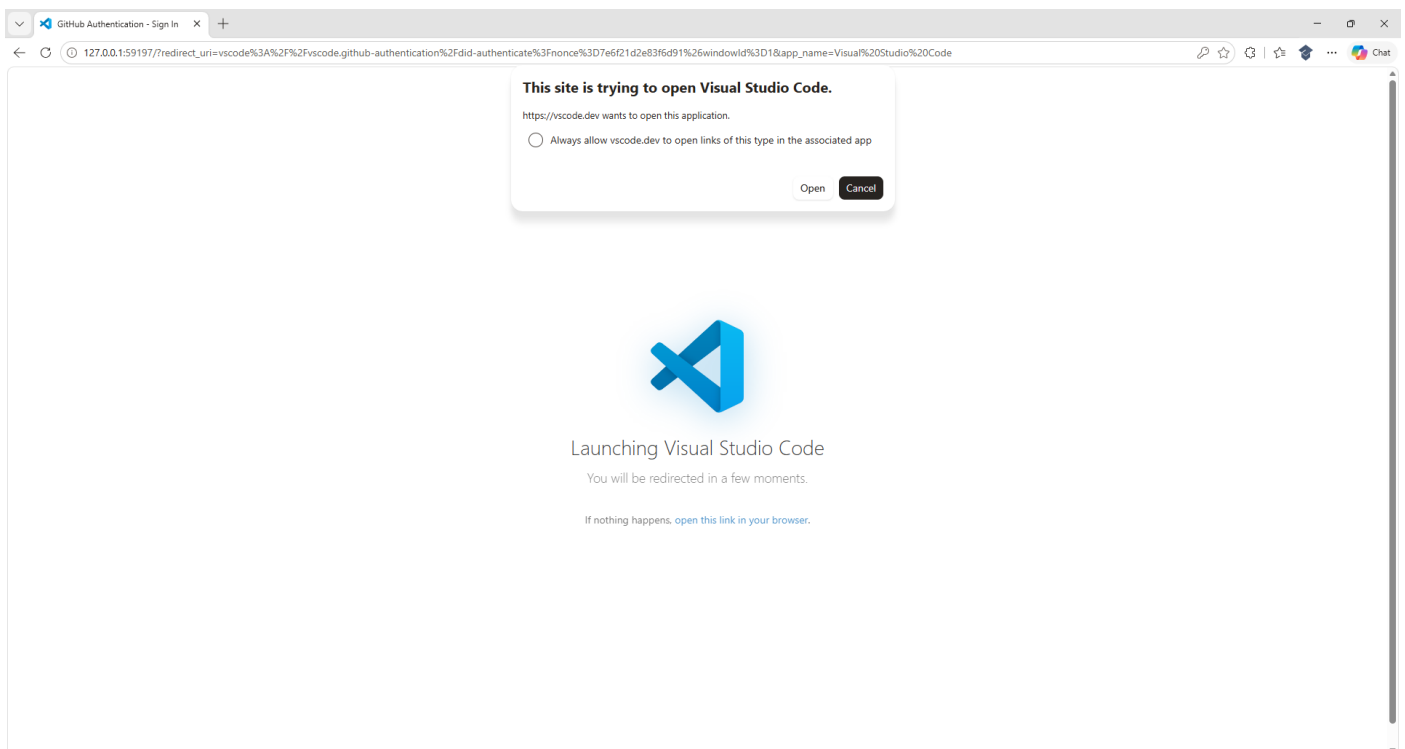 GitHub Authentication - Sign In
127.0.0.1:59197/?redirect_uri=vscode%3A%2F%2Fvscode.github-authentication%2Fdid-authenticate%3Fnonce%3D7e6f21d2e83f6d91%26windowId%3D1&app_name=Visual%20Studio%20Code
Chat
This site is trying to open Visual Studio Code.
https://vscode.dev wants to open this application.
Always allow vscode.dev to open links of this type in the associated app
Open Cancel
Launching Visual Studio Code
You will be redirected in a few moments.
If nothing happens, open this link in your browser.